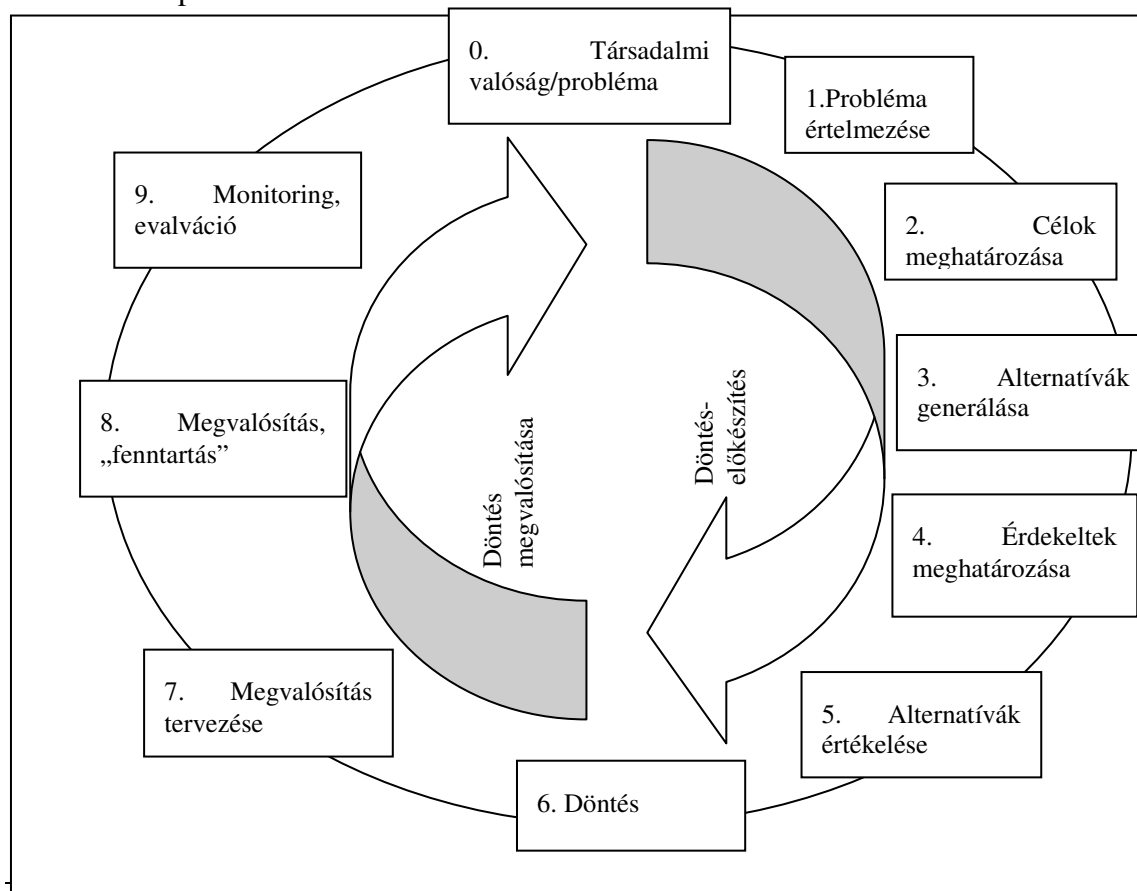 0. Társadalmi
valóság/probléma
1.Probléma
értelmezése
2. Célok
meghatározása
3. Alternatívák
generálása
4. Érdekeltek
meghatározása
5. Alternatívák
értékelése
6. Döntés
7. Megvalósítás
tervezése
8. Megvalósítás,
„fenntartás”
9. Monitoring,
evalváció
Döntés
megvalósítása
Döntés-
előkészítés